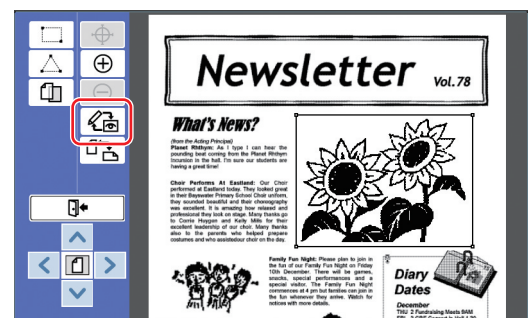 Newsletter Vol.78
What's News?
(from the Acting Principal)
Planet Rhthym: As I type I can hear the
pounding beat coming from the Planet Rhthym
Incursion in the hall. I'm sure our students are
having a great time!
Choir Performs At Eastland: Our Choir
performed at Eastland today. They looked great
in their Bayswater Primary School Choir uniform,
they sounded beautiful and their choreography
was excellent. It is amazing how relaxed and
professional they look on stage. Many thanks go
to Corrie Huygen and Kelly Mills for their
excellent leadership of our choir. Many thanks
also to the parents who helped prepare
costumes and who assistedour choir on the day.
Family Fun Night: Please plan to join in
the fun of our Family Fun Night on Friday
10th December. There will be games,
snacks, special performances and a
special visitor. The Family Fun Night
commences at 4 pm but families can join in
the fun whenever they arrive. Watch for
notices with more details.
Diary
Dates
December
THU 2 Fundraising Meets 9AM